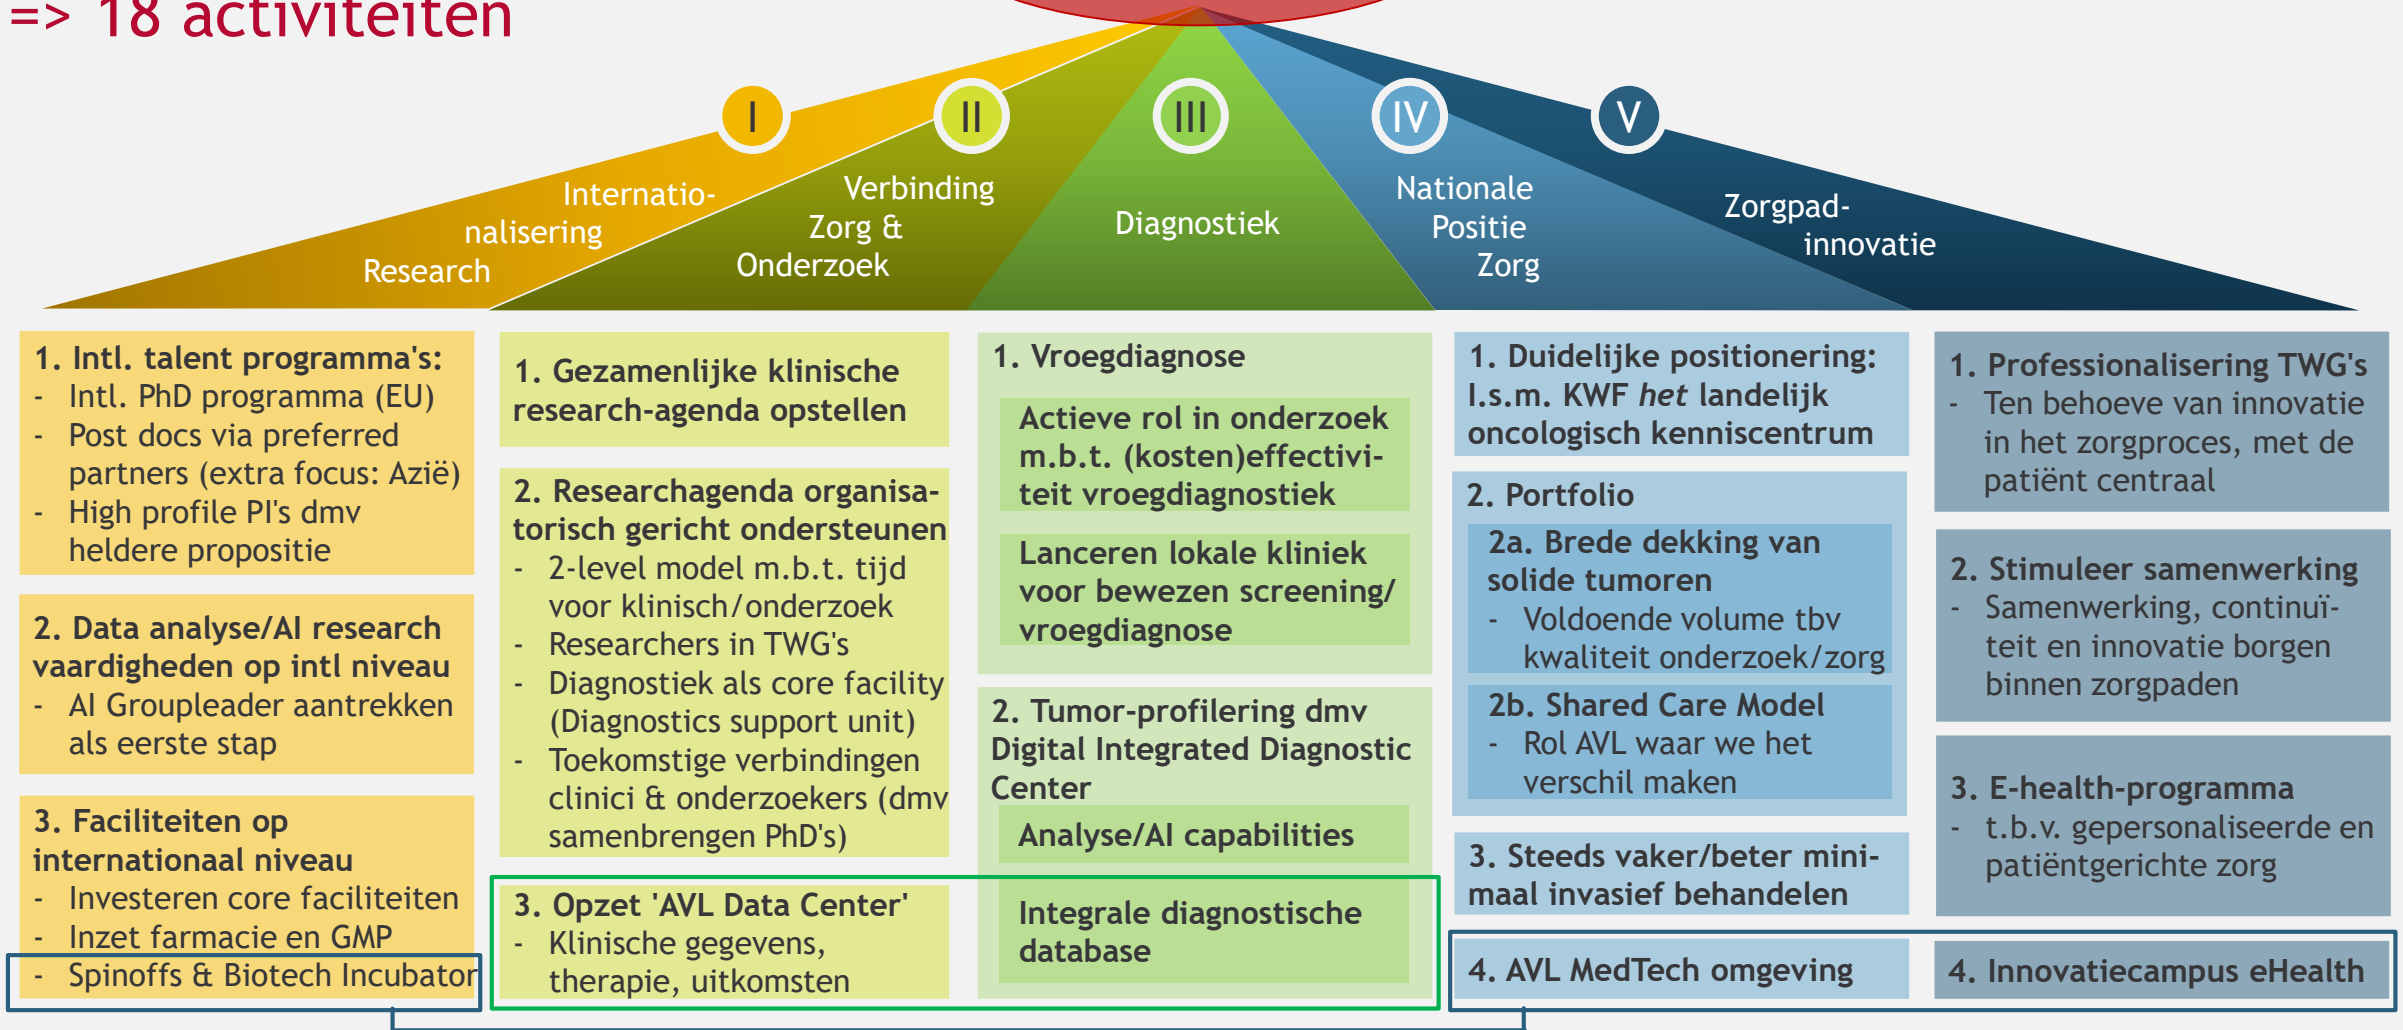 => 18 activiteiten
I
II
III
IV
V
Internatio-
nalisering
Research
Verbinding
Zorg &
Onderzoek
Diagnostiek
Nationale
Positie
Zorg
Zorgpad-
innovatie
1. Intl. talent programma's:
- Intl. PhD programma (EU)
- Post docs via preferred
partners (extra focus: Azië)
- High profile PI's dmv
heldere propositie
2. Data analyse/AI research
vaardigheden op intl niveau
- AI Groupleader aantrekken
als eerste stap
3. Faciliteiten op
internationaal niveau
- Investeren core faciliteiten
- Inzet farmacie en GMP
- Spinoffs & Biotech Incubator
1. Gezamenlijke klinische
research-agenda opstellen
2. Researchagenda organisa-
torisch gericht ondersteunen
- 2-level model m.b.t. tijd
voor klinisch/onderzoek
- Researchers in TWG's
- Diagnostiek als core facility
(Diagnostics support unit)
- Toekomstige verbindingen
clinici & onderzoekers (dmv
samenbrengen PhD's)
3. Opzet 'AVL Data Center'
- Klinische gegevens,
therapie, uitkomsten
1. Vroegdiagnose
Actieve rol in onderzoek
m.b.t. (kosten)effectivi-
teit vroegdiagnostiek
Lanceren lokale kliniek
voor bewezen screening/
vroegdiagnose
2. Tumor-profilering dmv
Digital Integrated Diagnostic
Center
Analyse/AI capabilities
Integrale diagnostische
database
1. Duidelijke positionering:
I.s.m. KWF het landelijk
oncologisch kenniscentrum
2. Portfolio
2a. Brede dekking van
solide tumoren
- Voldoende volume tbv
kwaliteit onderzoek/zorg
2b. Shared Care Model
- Rol AVL waar we het
verschil maken
3. Steeds vaker/beter mini-
maal invasief behandelen
4. AVL MedTech omgeving
1. Professionalisering TWG's
- Ten behoeve van innovatie
in het zorgproces, met de
patiënt centraal
2. Stimuleer samenwerking
- Samenwerking, continuï-
teit en innovatie borgen
binnen zorgpaden
3. E-health-programma
- t.b.v. gepersonaliseerde en
patiëntgerichte zorg
4. Innovatiecampus eHealth